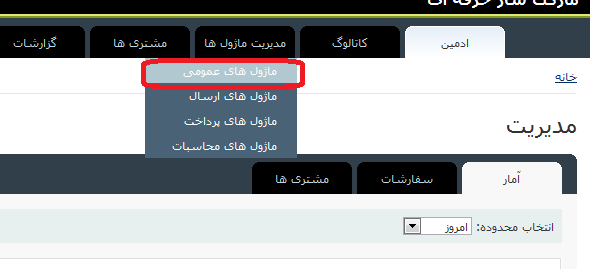 ادمین کاتالوگ مدیریت ماژول ها مشتری ها گزارشات
ماژول های عمومی
ماژول های ارسال
ماژول های پرداخت
ماژول های محاسبات
خانه
مدیریت
آمار سفارشات مشتری ها
انتخاب محدوده: امروز